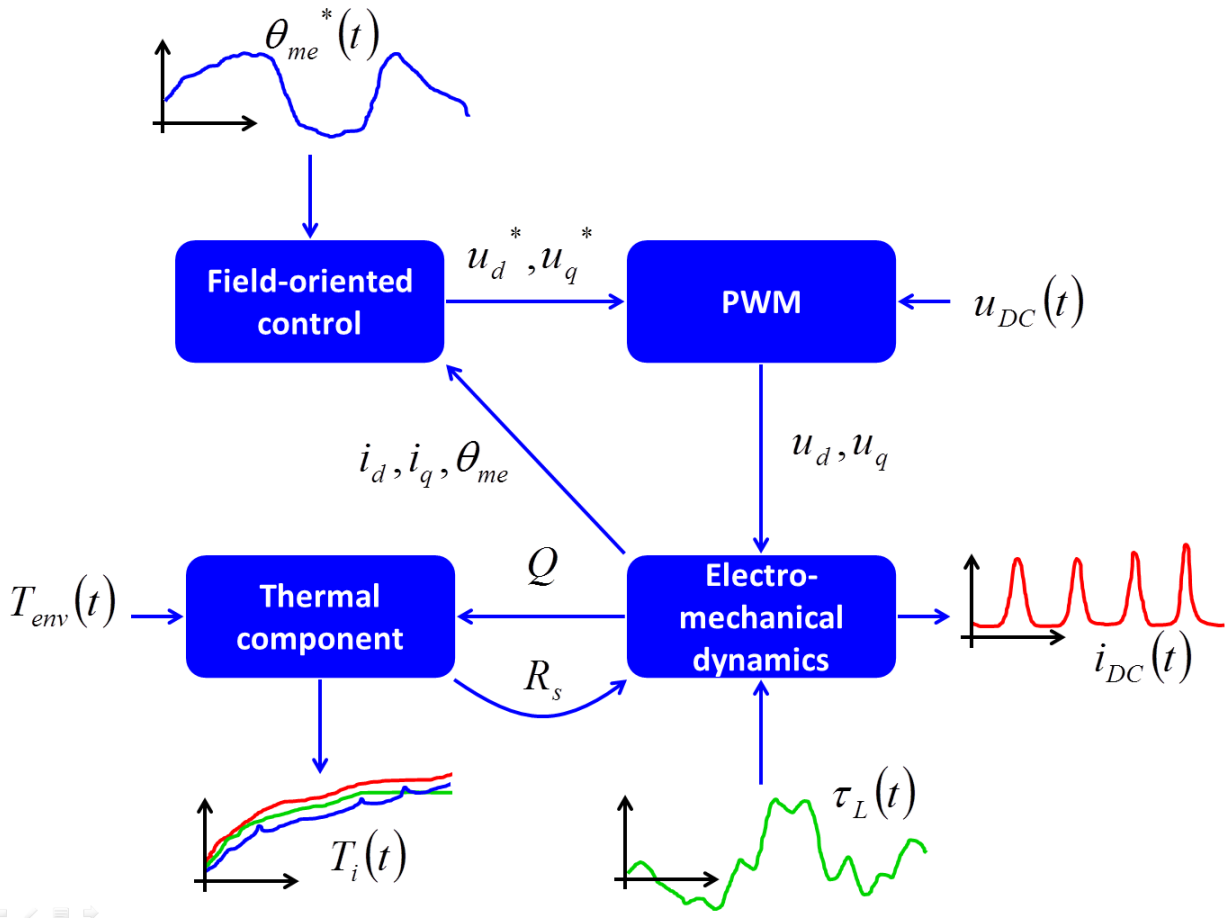 θme*(t)
Field-oriented
control
ud*,uq*
PWM
uDC(t)
id,iq,θme
ud,uq
Tenv(t)
Thermal
component
Q
Rs
Electro-
mechanical
dynamics
iDC(t)
Ti(t)
τL(t)